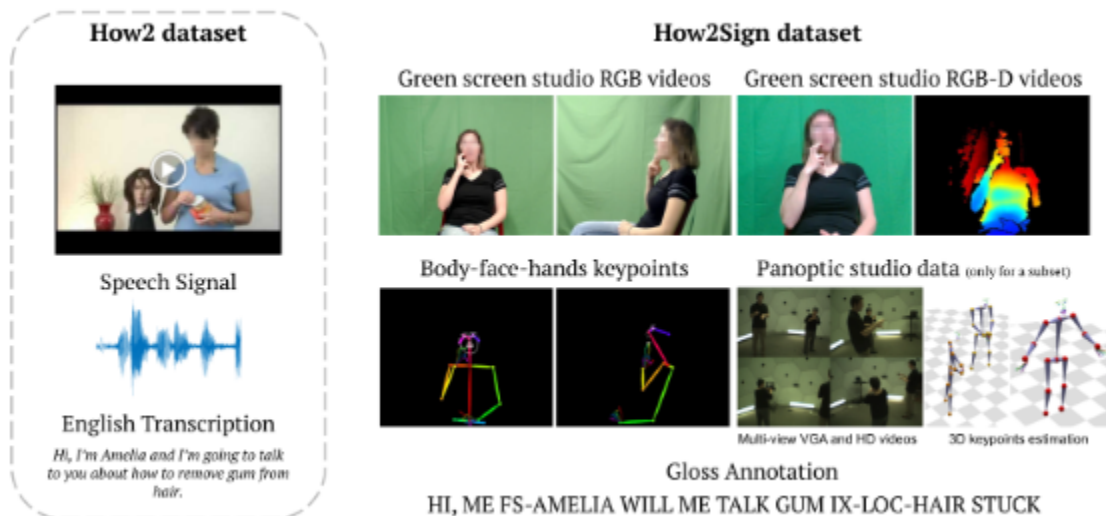 How2 dataset
Speech Signal
English Transcription
Hi, I'm Amelia and I'm going to talk
to you about how to remove gum from
hair.
How2Sign dataset
Green screen studio RGB videos
Green screen studio RGB-D videos
Body-face-hands keypoints
Panoptic studio data (only for a subset)
Multi-view VGA and HD videos
3D keypoints estimation
Gloss Annotation
HI, ME FS-AMELIA WILL ME TALK GUM IX-LOC-HAIR STUCK